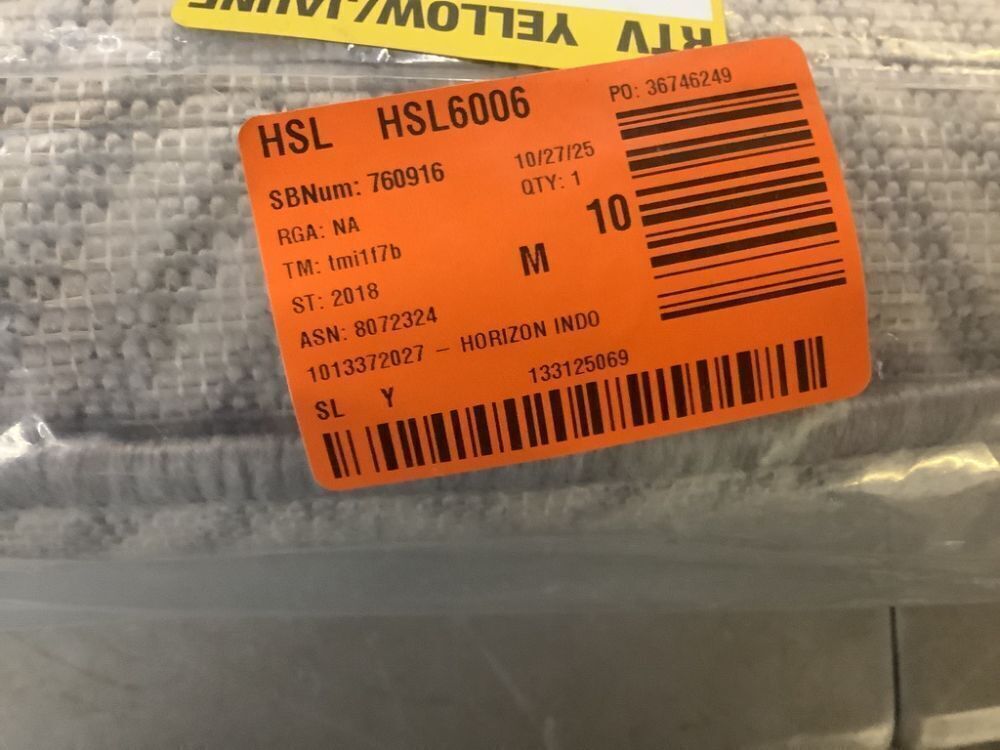 RTV YELLOW/JAUNE
HSL HSL6006
PO: 36746249
SBNum: 760916
10/27/25
RGA: NA
QTY: 1
TM: tmi1f7b
M
10
ST: 2018
ASN: 8072324
1013372027 – HORIZON INDO
SL Y
133125069